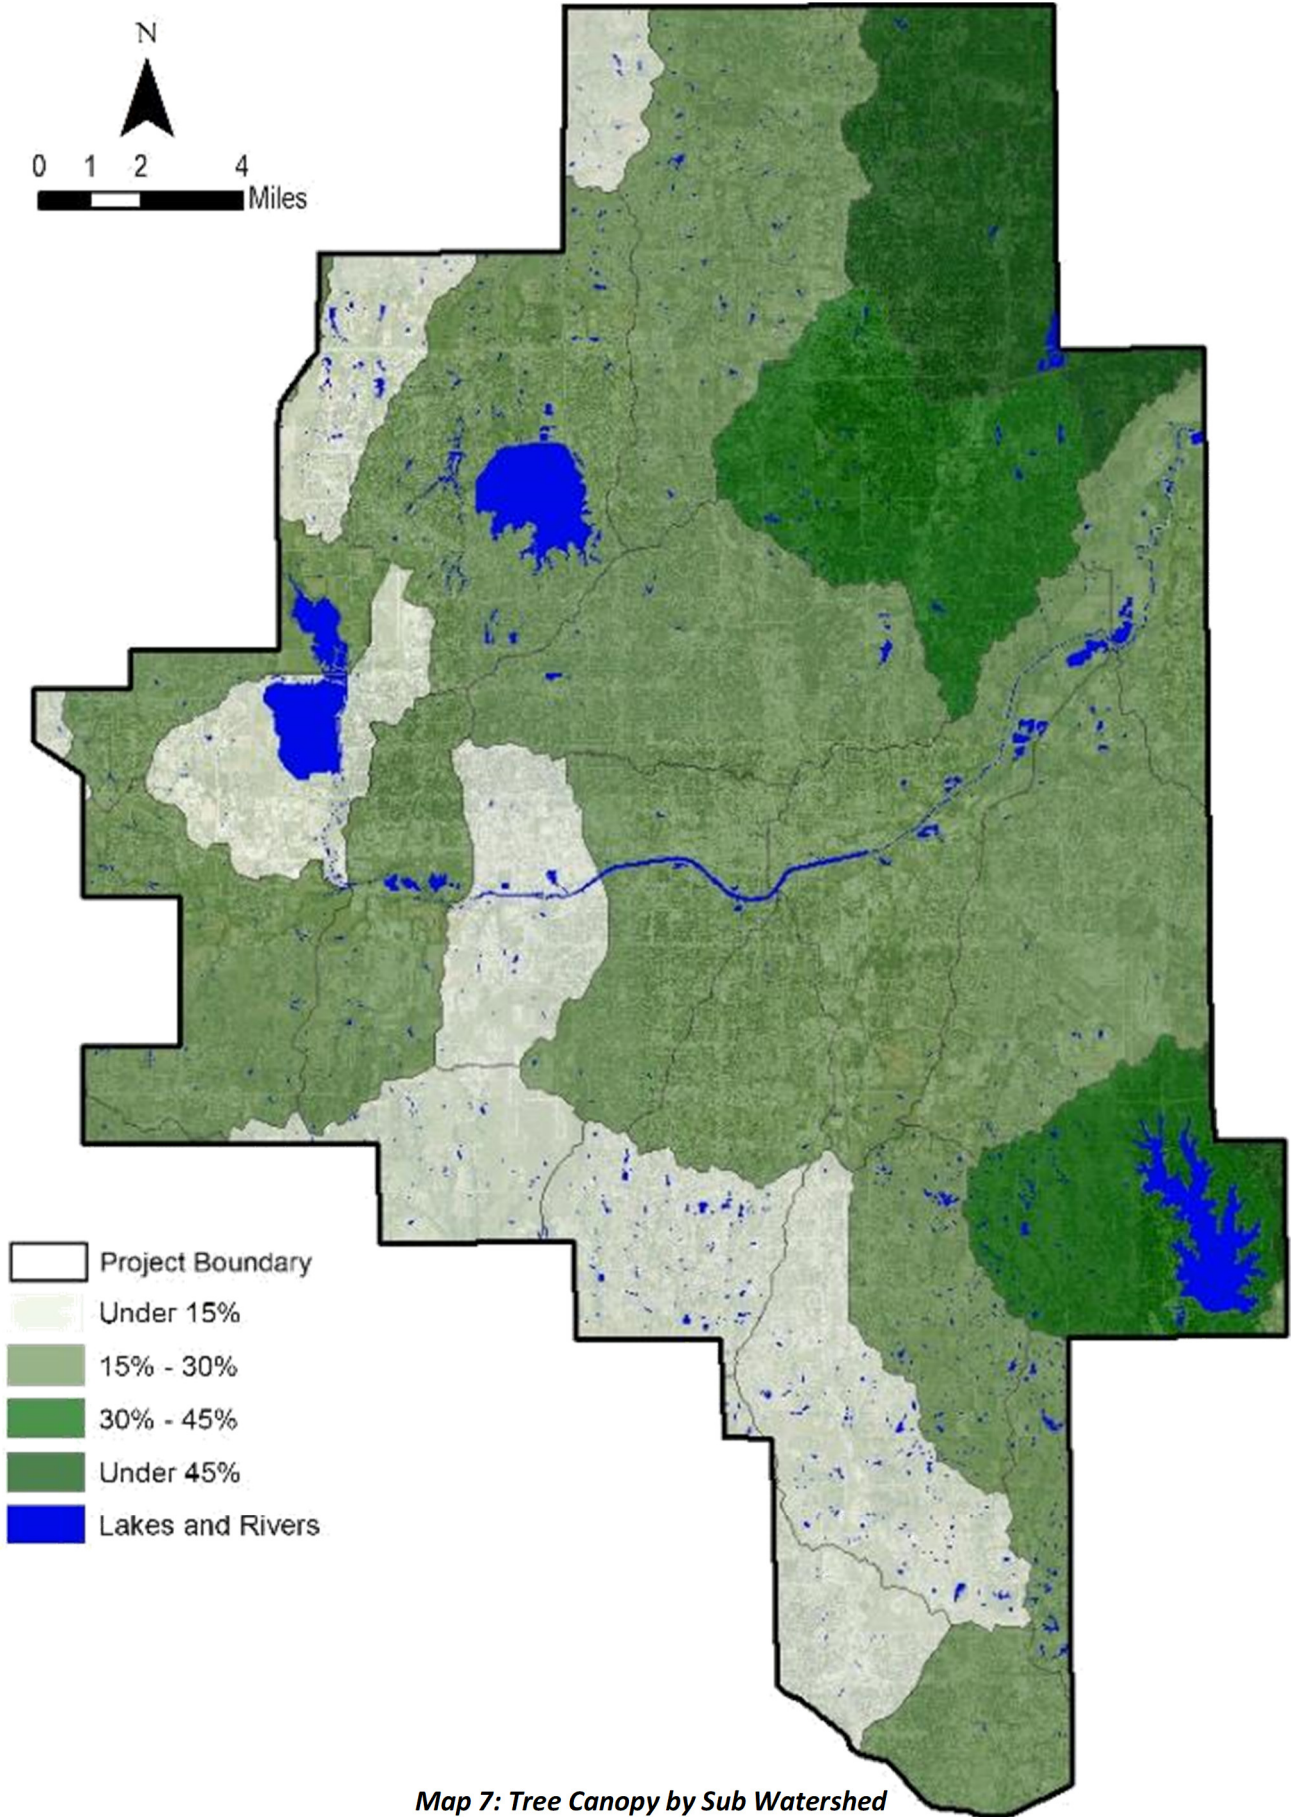 N
0 1 2 4
Miles
Project Boundary
Under 15%
15% - 30%
30% - 45%
Under 45%
Lakes and Rivers
Map 7: Tree Canopy by Sub Watershed